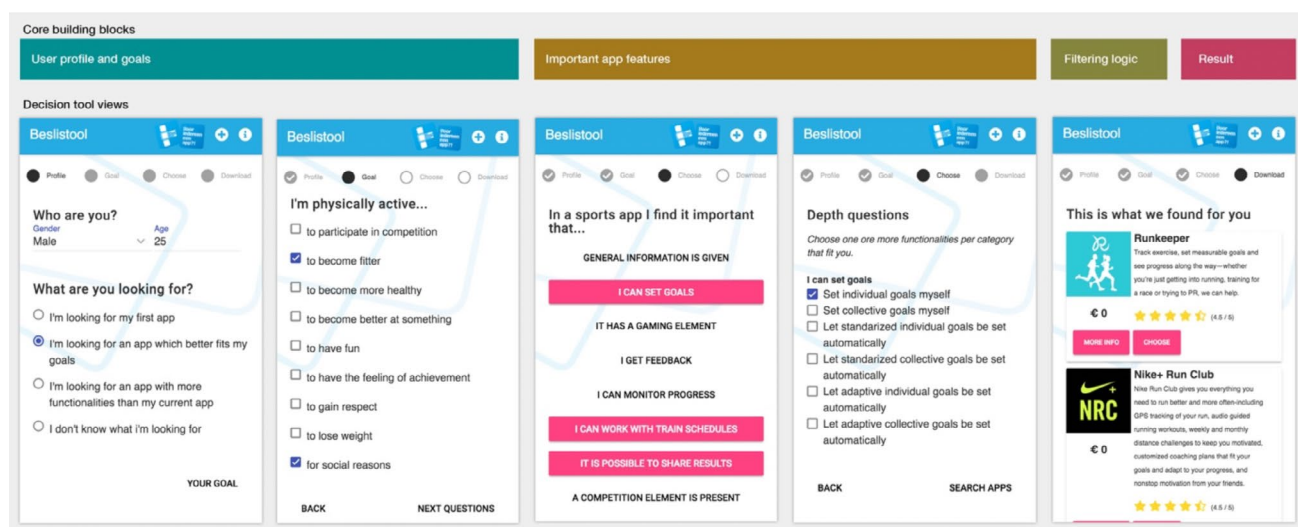 Core building blocks
User profile and goals
Important app features
Filtering logic
Result
Decision tool views
Beslistool
Profile
Goal
Choose
Download
Who are you?
Gender
Age
Male
25
What are you looking for?
I'm looking for my first app
I'm looking for an app which better fits my
goals
I'm looking for an app with more
functionalities than my current app
I don't know what i'm looking for
YOUR GOAL
Beslistool
Profile
Goal
Choose
Download
I'm physically active...
to participate in competition
to become fitter
to become more healthy
to become better at something
to have fun
to have the feeling of achievement
to gain respect
to lose weight
for social reasons
BACK
NEXT QUESTIONS
Beslistool
Profile
Goal
Choose
Download
In a sports app I find it important
that...
GENERAL INFORMATION IS GIVEN
I CAN SET GOALS
IT HAS A GAMING ELEMENT
I GET FEEDBACK
I CAN MONITOR PROGRESS
I CAN WORK WITH TRAIN SCHEDULES
IT IS POSSIBLE TO SHARE RESULTS
A COMPETITION ELEMENT IS PRESENT
Beslistool
Profile
Goal
Choose
Download
Depth questions
Choose one ore more functionalities per category
that fit you.
I can set goals
Set individual goals myself
Set collective goals myself
Let standarized individual goals be set
automatically
Let standarized collective goals be set
automatically
Let adaptive individual goals be set
automatically
Let adaptive collective goals be set
automatically
BACK
SEARCH APPS
Beslistool
Profile
Goal
Choose
Download
This is what we found for you
Runkeeper
Track exercise, set measurable goals and
see progress along the way—whether
you're just getting into running, training for
a race or trying to PR, we can help.
€ 0
(4.5 / 5)
MORE INFO
CHOOSE
Nike+ Run Club
NRC
Nike Run Club gives you everything you
need to run better and more often-including
GPS tracking of your run, audio guided
running workouts, weekly and monthly
distance challenges to keep you motivated,
customized coaching plans that fit your
goals and adapt to your progress, and
nonstop motivation from your friends.
€ 0
(4.5 / 5)